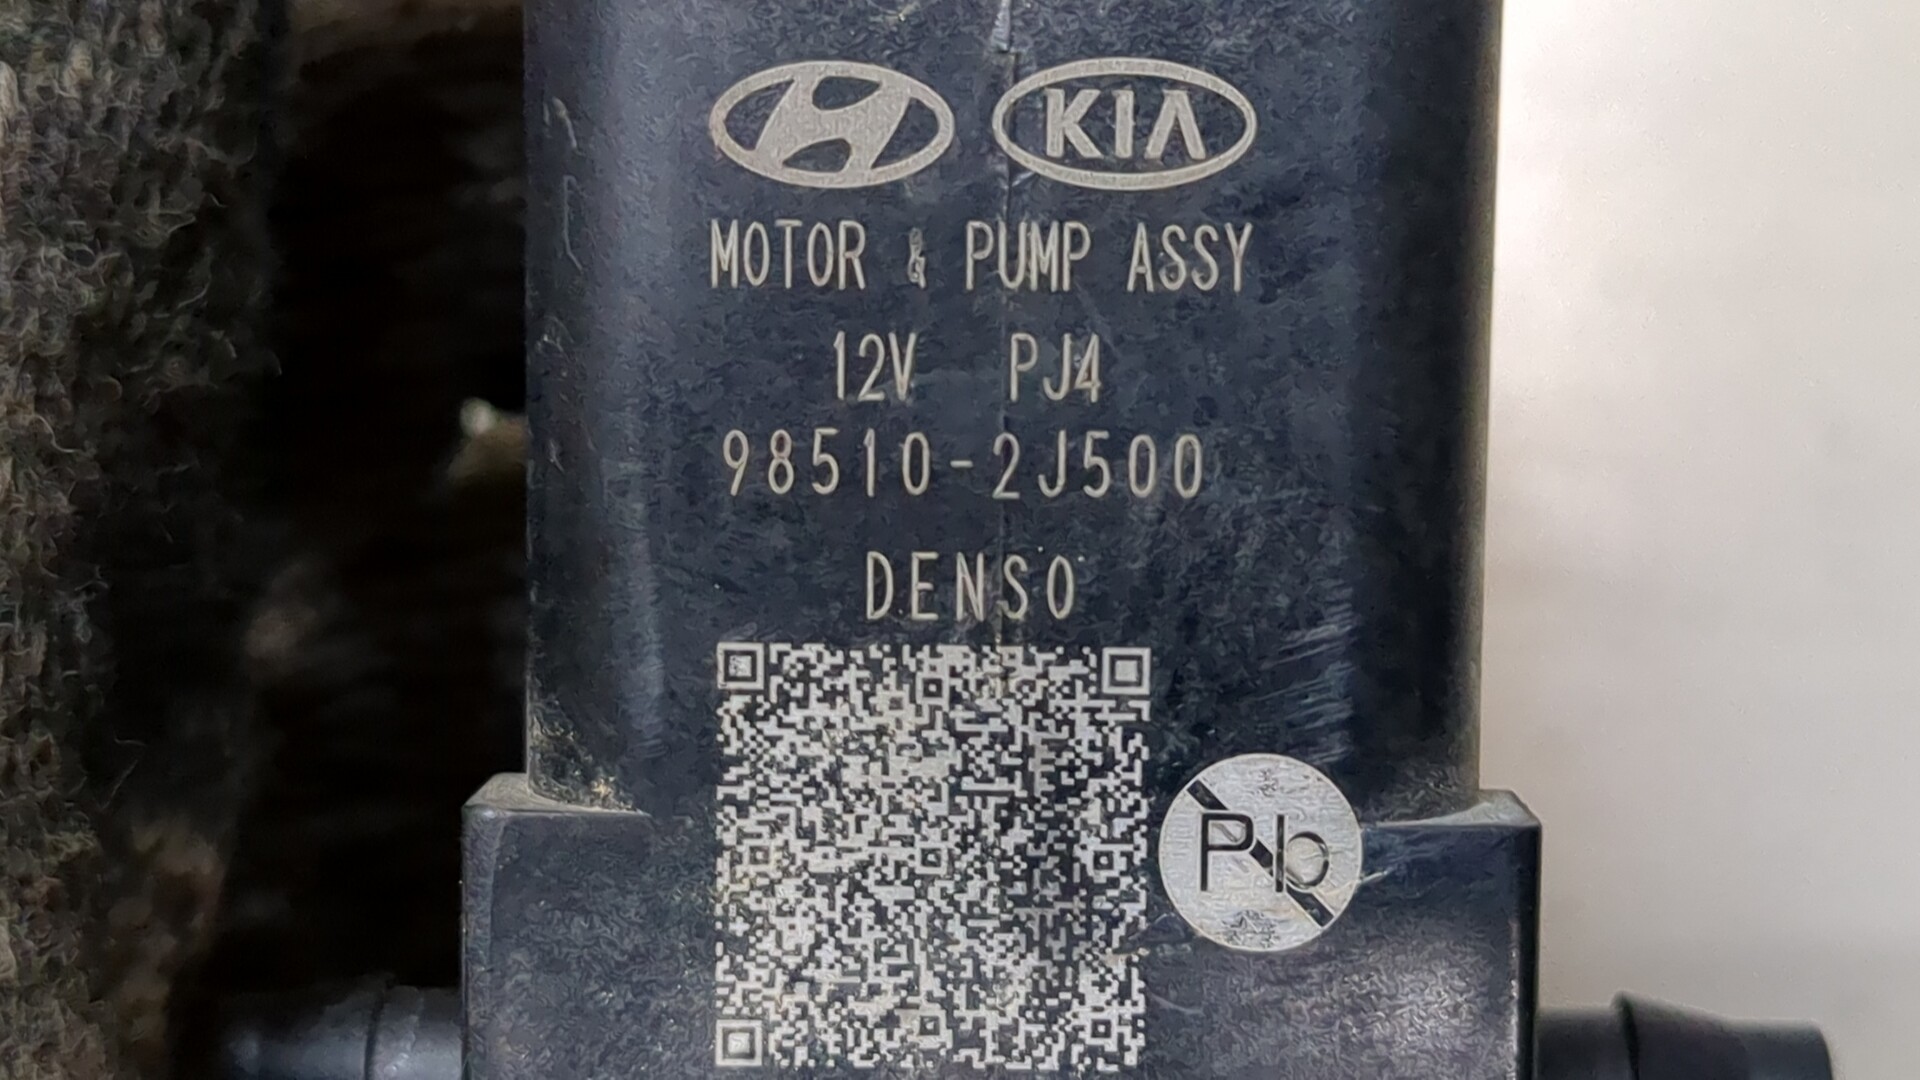 KIA
MOTOR & PUMP ASSY
12V PJ4
98510-2J500
DENSO
Pb